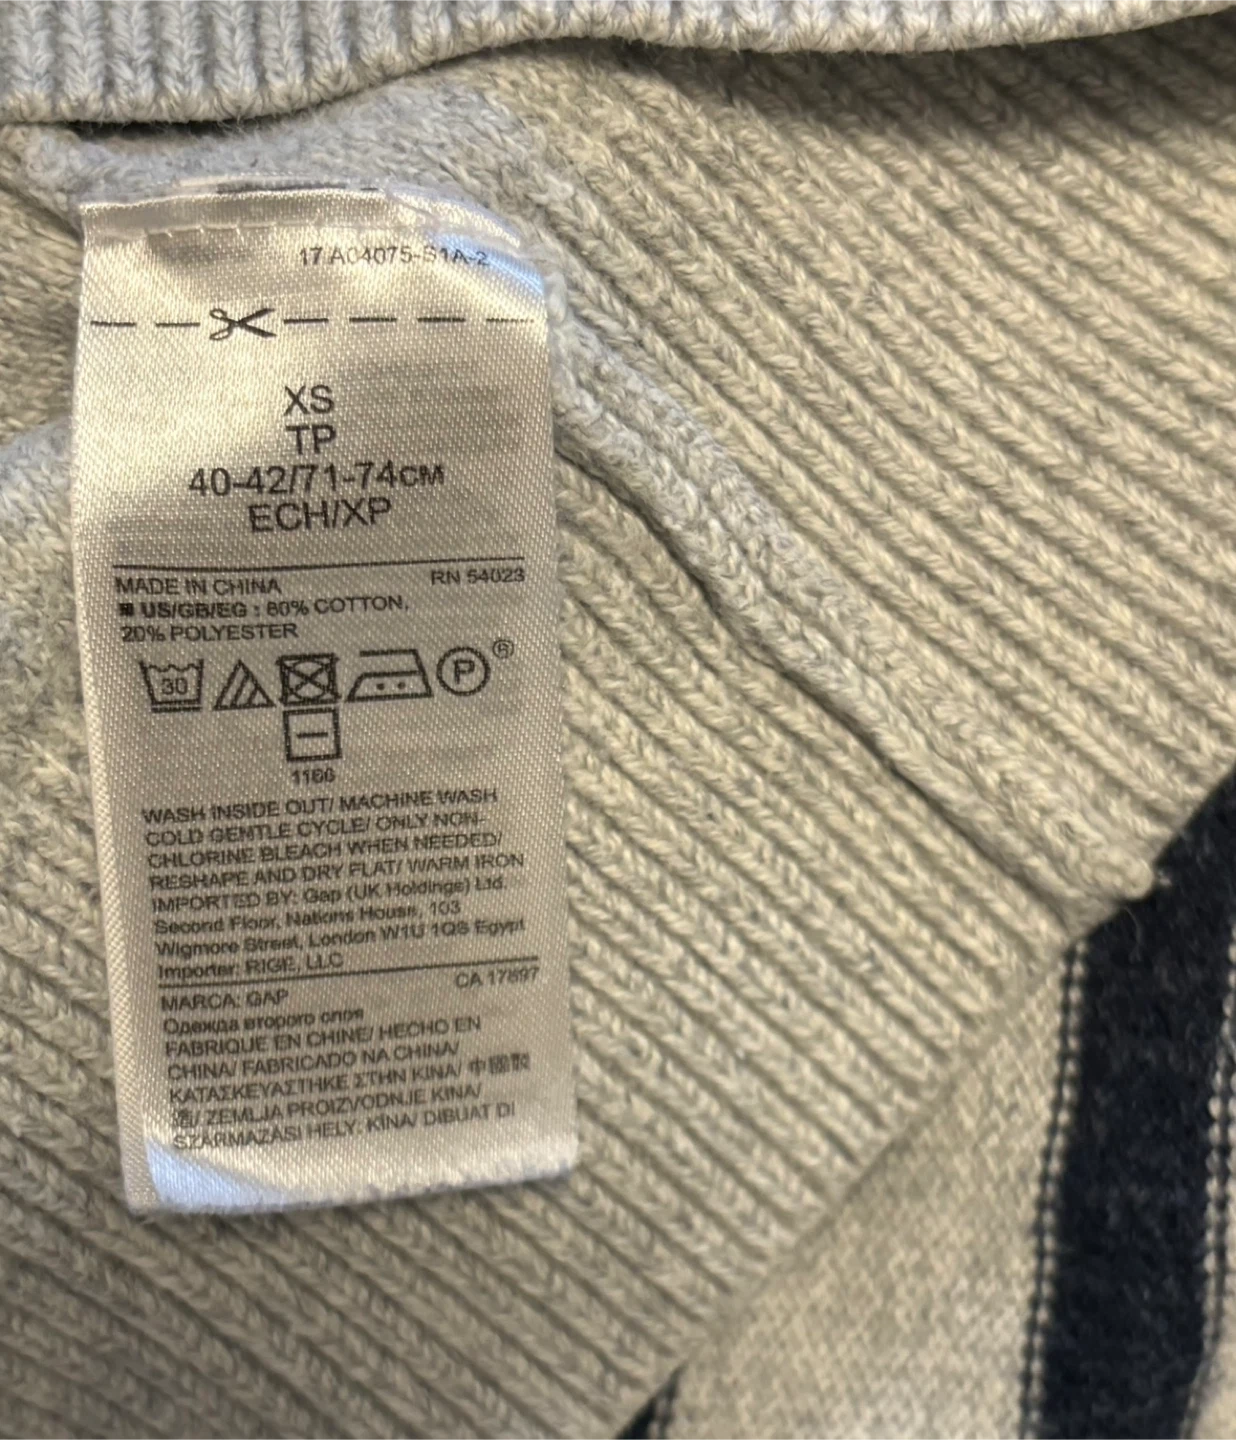 17 A04075-S1A-2
XS
TP
40-42/71-74CM
ECH/XP
MADE IN CHINA RN 54023
US/GB/EG : 80% COTTON,
20% POLYESTER
30 P ®
1166
WASH INSIDE OUT/ MACHINE WASH
COLD GENTLE CYCLE/ ONLY NON-
CHLORINE BLEACH WHEN NEEDED/
RESHAPE AND DRY FLAT/ WARM IRON
IMPORTED BY: Gap (UK Holdings) Ltd.
Second Floor, Nations House, 103
Wigmore Street, London W1U 1QS Egypt
Importer: RIGE, LLC
CA 17897
MARCA: GAP
Одежда второго слоя
FABRIQUE EN CHINE/ HECHO EN
CHINA/ FABRICADO NA CHINA/
ΚΑΤΑΣΚΕΥΑΣΤΗΚΕ ΣΤΗΝ ΚΙΝΑ/ 中國製
造/ ZEMLJA PROIZVODNJE KINA/
SZÁRMAZÁSI HELY: KÍNA/ DIBUAT DI